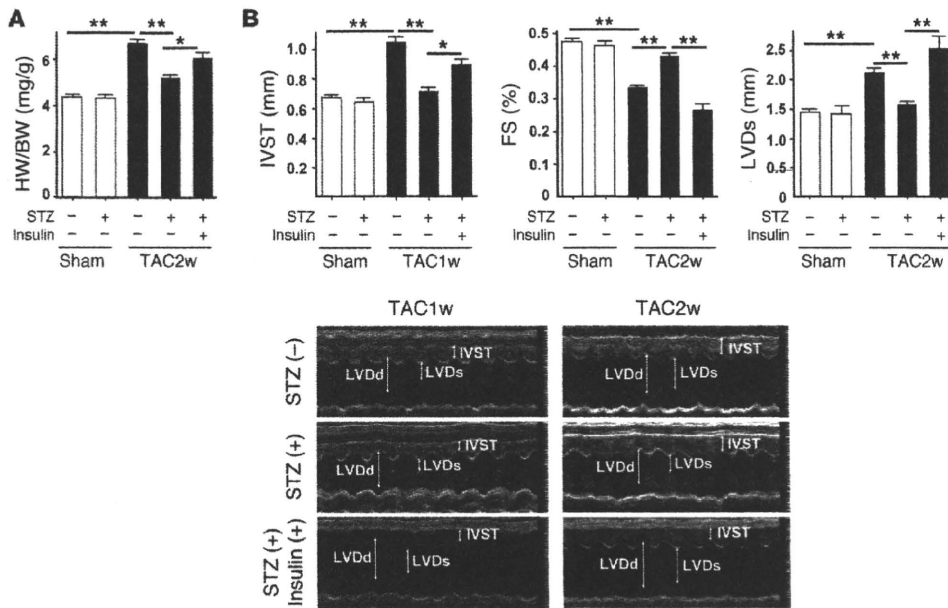 A
HW/BW (mg/g)
** ** *
6
4
2
0
STZ - + - + +
Insulin - - +
Sham TAC2w
B
IVST (mm)
** ** *
1.0
0.8
0.6
0.4
0.2
- + - + +
- - +
Sham TAC1w
FS (%)
** ** **
0.5
0.4
0.3
0.2
0.1
0
STZ - + - + +
Insulin - - +
Sham TAC2w
LVDs (mm)
** ** **
2.5
2.0
1.5
1.0
0.5
0
STZ - + - + +
Insulin - - +
Sham TAC2w
TAC1w TAC2w
STZ (–)
LVDd LVDs IVST
LVDd LVDs IVST
STZ (+)
LVDd LVDs IVST
LVDd LVDs IVST
STZ (+)
Insulin (+)
LVDd LVDs IVST
LVDd LVDs IVST